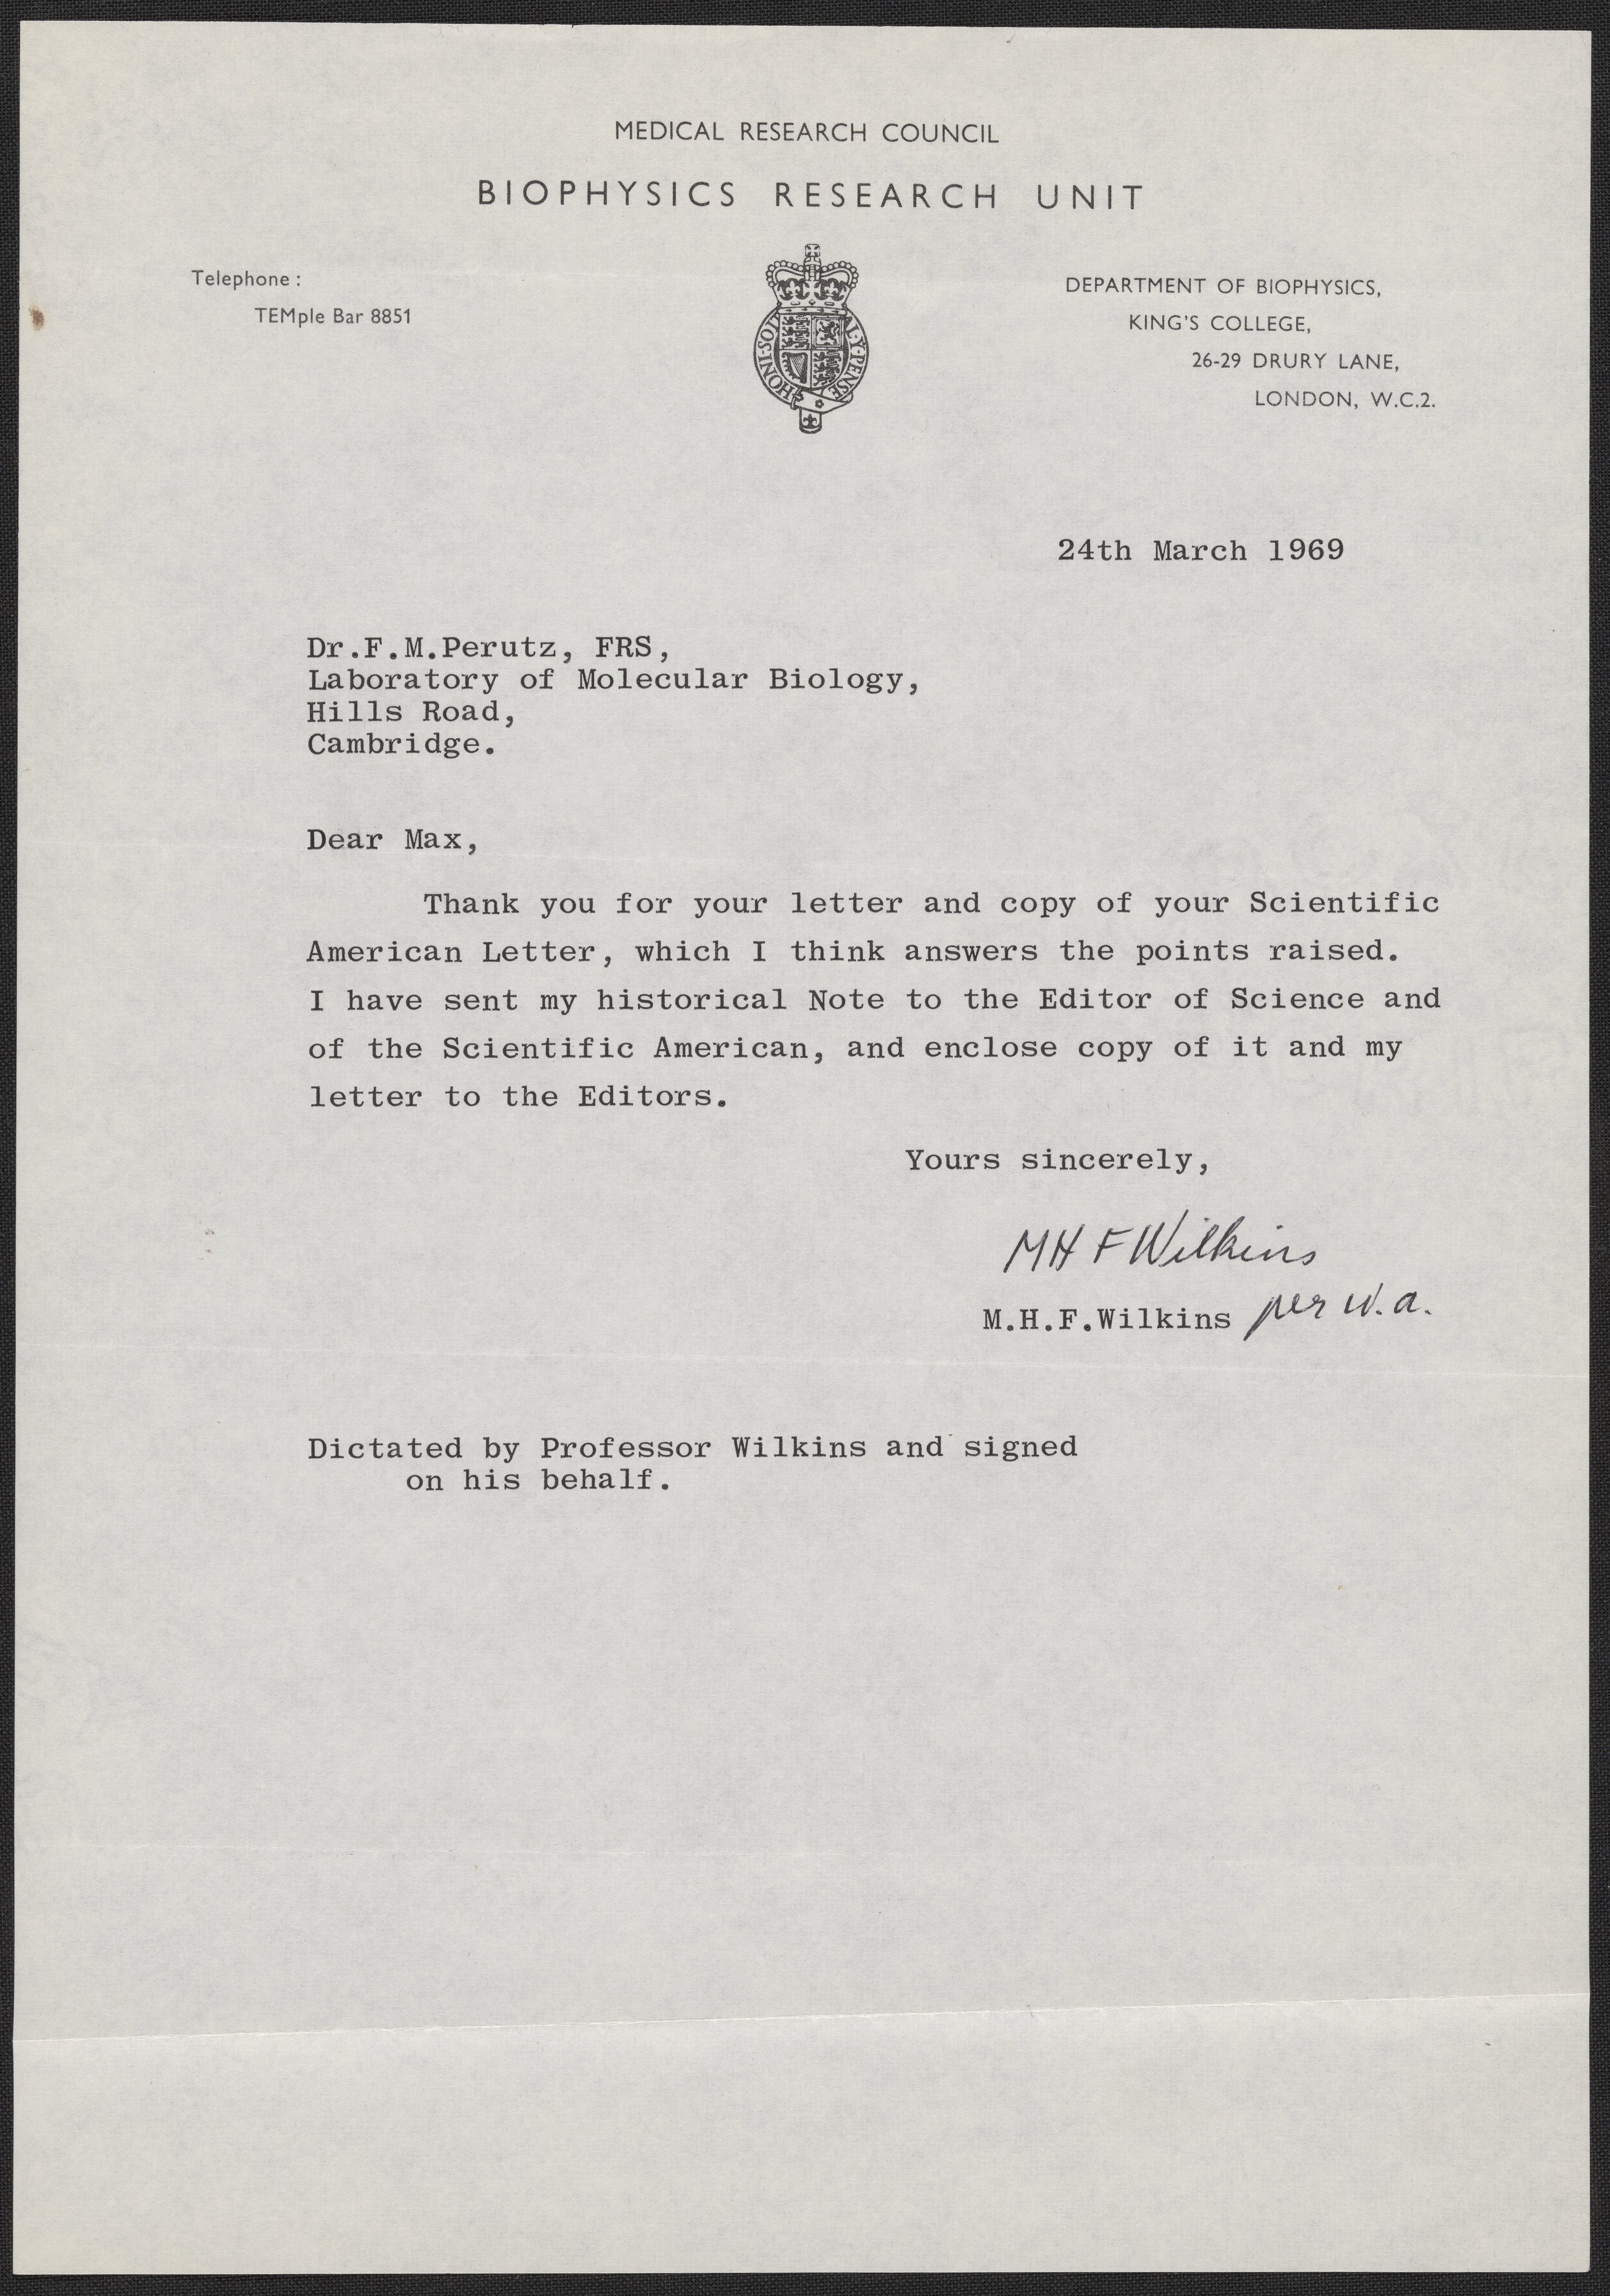 MEDICAL RESEARCH COUNCIL
BIOPHYSICS RESEARCH UNIT
Telephone :
TEMple Bar 8851
HONI·SOIT AL·Y·PENSE
DEPARTMENT OF BIOPHYSICS,
KING'S COLLEGE,
26-29 DRURY LANE,
LONDON, W.C.2.
24th March 1969
Dr.F.M.Perutz, FRS,
Laboratory of Molecular Biology,
Hills Road,
Cambridge.
Dear Max,
Thank you for your letter and copy of your Scientific
American Letter, which I think answers the points raised.
I have sent my historical Note to the Editor of Science and
of the Scientific American, and enclose copy of it and my
letter to the Editors.
Yours sincerely,
MHF Wilkins
M.H.F.Wilkins per W.a.
Dictated by Professor Wilkins and signed
on his behalf.